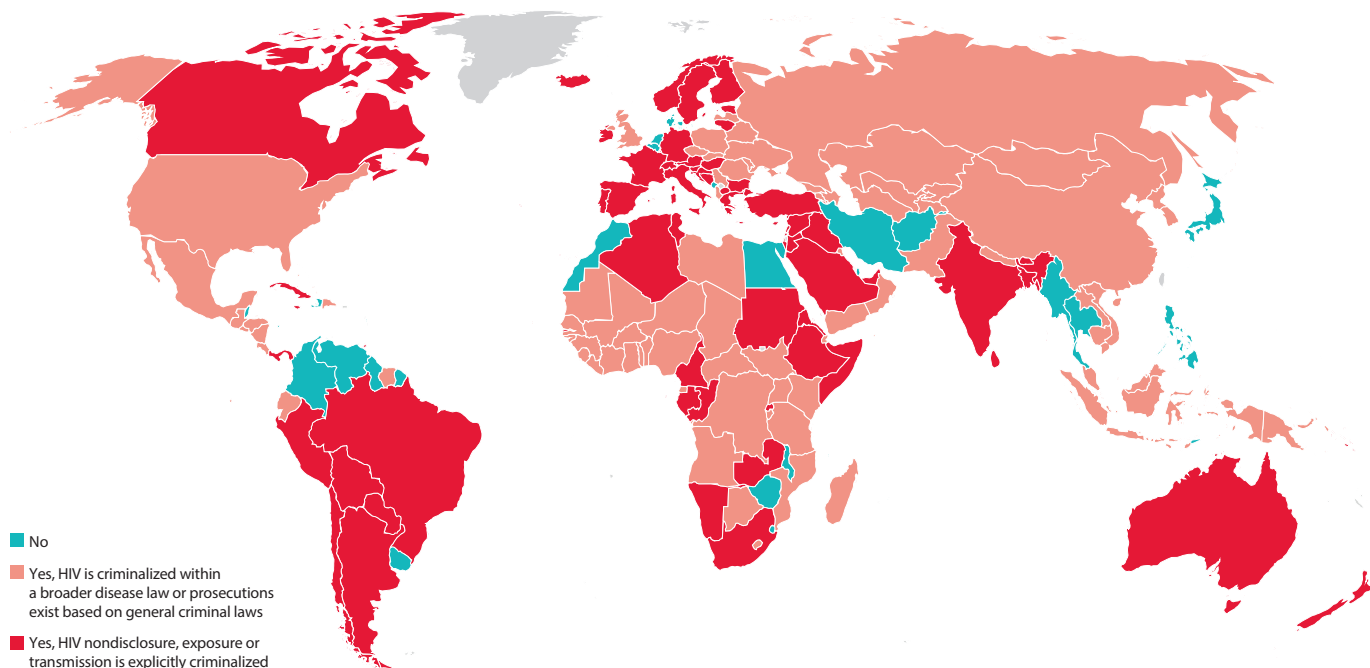 No
Yes, HIV is criminalized within
a broader disease law or prosecutions
exist based on general criminal laws
Yes, HIV nondisclosure, exposure or
transmission is explicitly criminalized